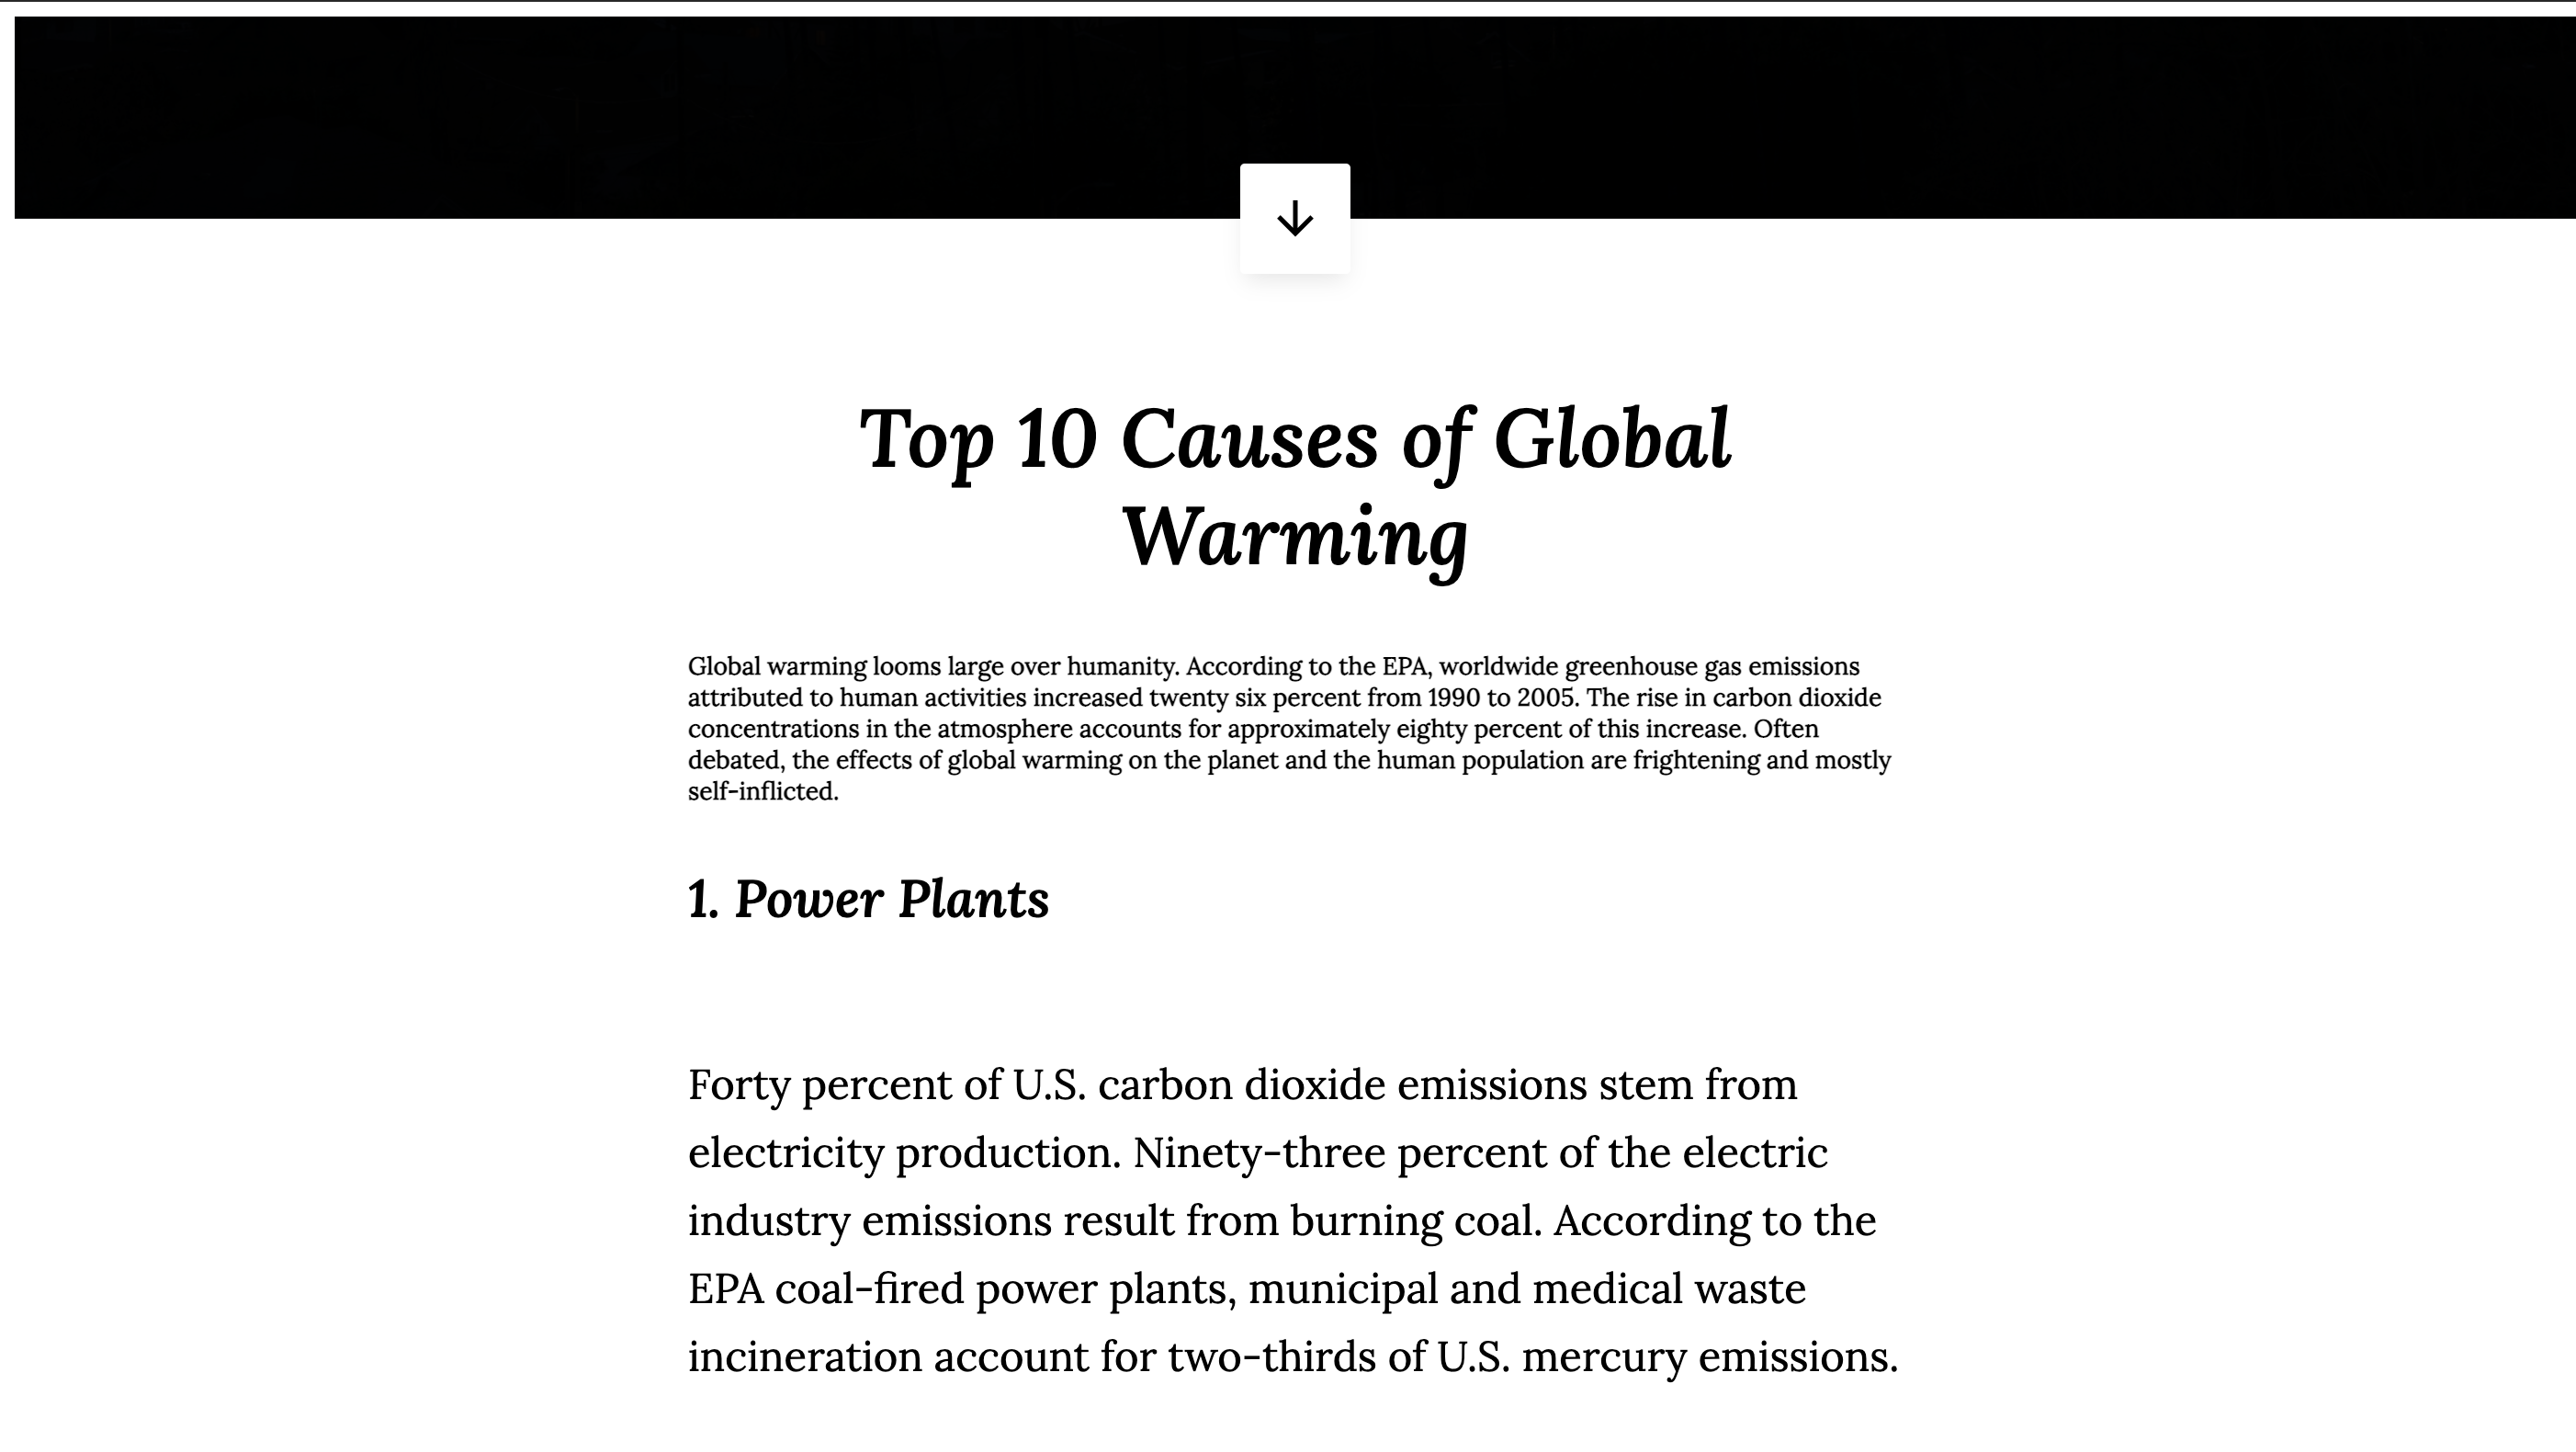 Top 10 Causes of Global
Warming
Global warming looms large over humanity. According to the EPA, worldwide greenhouse gas emissions
attributed to human activities increased twenty six percent from 1990 to 2005. The rise in carbon dioxide
concentrations in the atmosphere accounts for approximately eighty percent of this increase. Often
debated, the effects of global warming on the planet and the human population are frightening and mostly
self-inflicted.
1. Power Plants
Forty percent of U.S. carbon dioxide emissions stem from
electricity production. Ninety-three percent of the electric
industry emissions result from burning coal. According to the
EPA coal-fired power plants, municipal and medical waste
incineration account for two-thirds of U.S. mercury emissions.